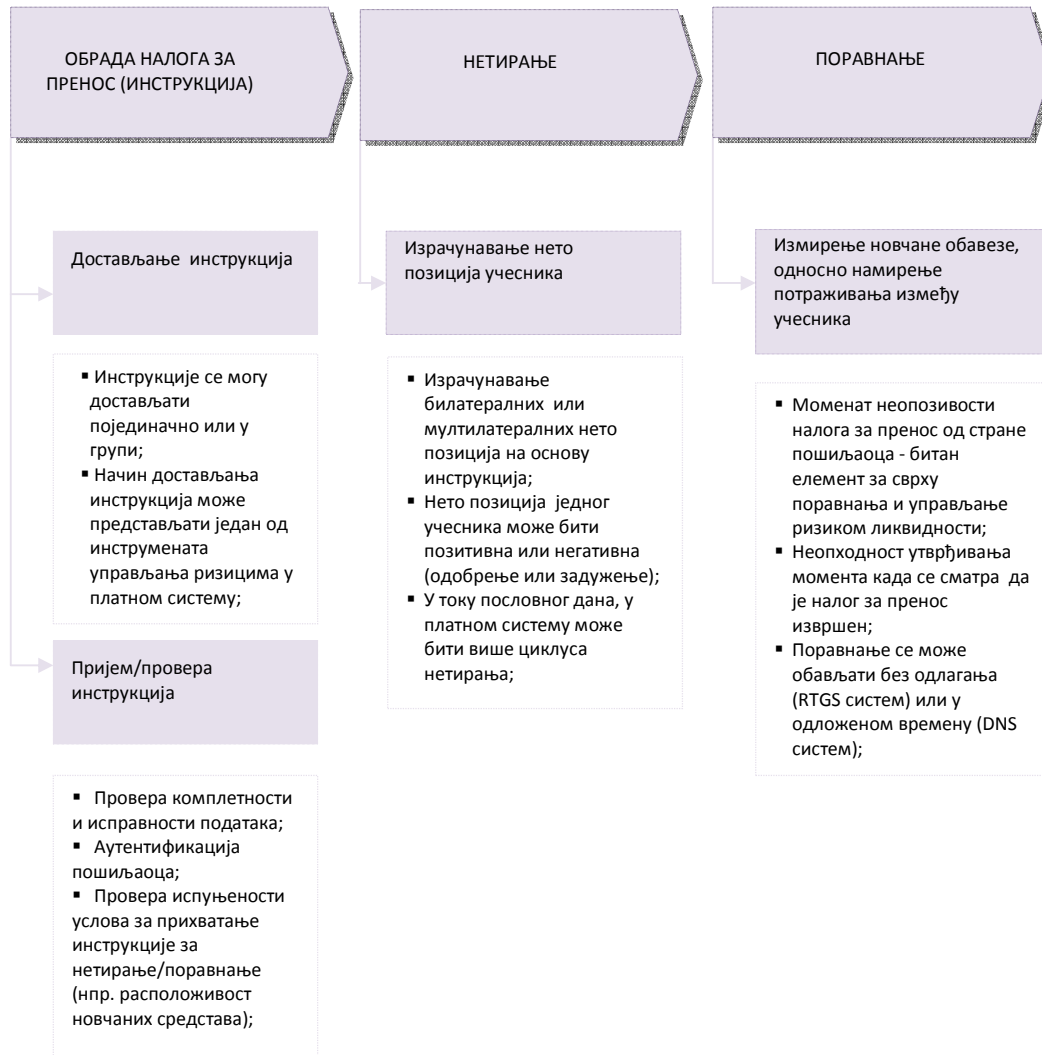 ОБРАДА НАЛОГА ЗА
ПРЕНОС (ИНСТРУКЦИЈА)
Достављање инструкција
▪ Инструкције се могу
достављати
појединачно или у
групи;
▪ Начин достављања
инструкција може
представљати један од
инструмената
управљања ризицима у
платном систему;
Пријем/провера
инструкција
▪ Провера комплетности
и исправности података;
▪ Аутентификација
пошиљаоца;
▪ Провера испуњености
услова за прихватање
инструкције за
нетирање/поравнање
(нпр. расположивост
новчаних средстава);
НЕТИРАЊЕ
Израчунавање нето
позиција учесника
▪ Израчунавање
билатералних или
мултилатералних нето
позиција на основу
инструкција;
▪ Нето позиција једног
учесника може бити
позитивна или негативна
(одобрење или задужење);
▪ У току пословног дана, у
платном систему може
бити више циклуса
нетирања;
ПОРАВНАЊЕ
Измирење новчане обавезе,
односно намирење
потраживања између
учесника
▪ Моменат неопозивости
налога за пренос од стране
пошиљаоца - битан
елемент за сврху
поравнања и управљање
ризиком ликвидности;
▪ Неопходност утврђивања
момента када се сматра да
је налог за пренос
извршен;
▪ Поравнање се може
обављати без одлагања
(RTGS систем) или у
одложеном времену (DNS
систем);